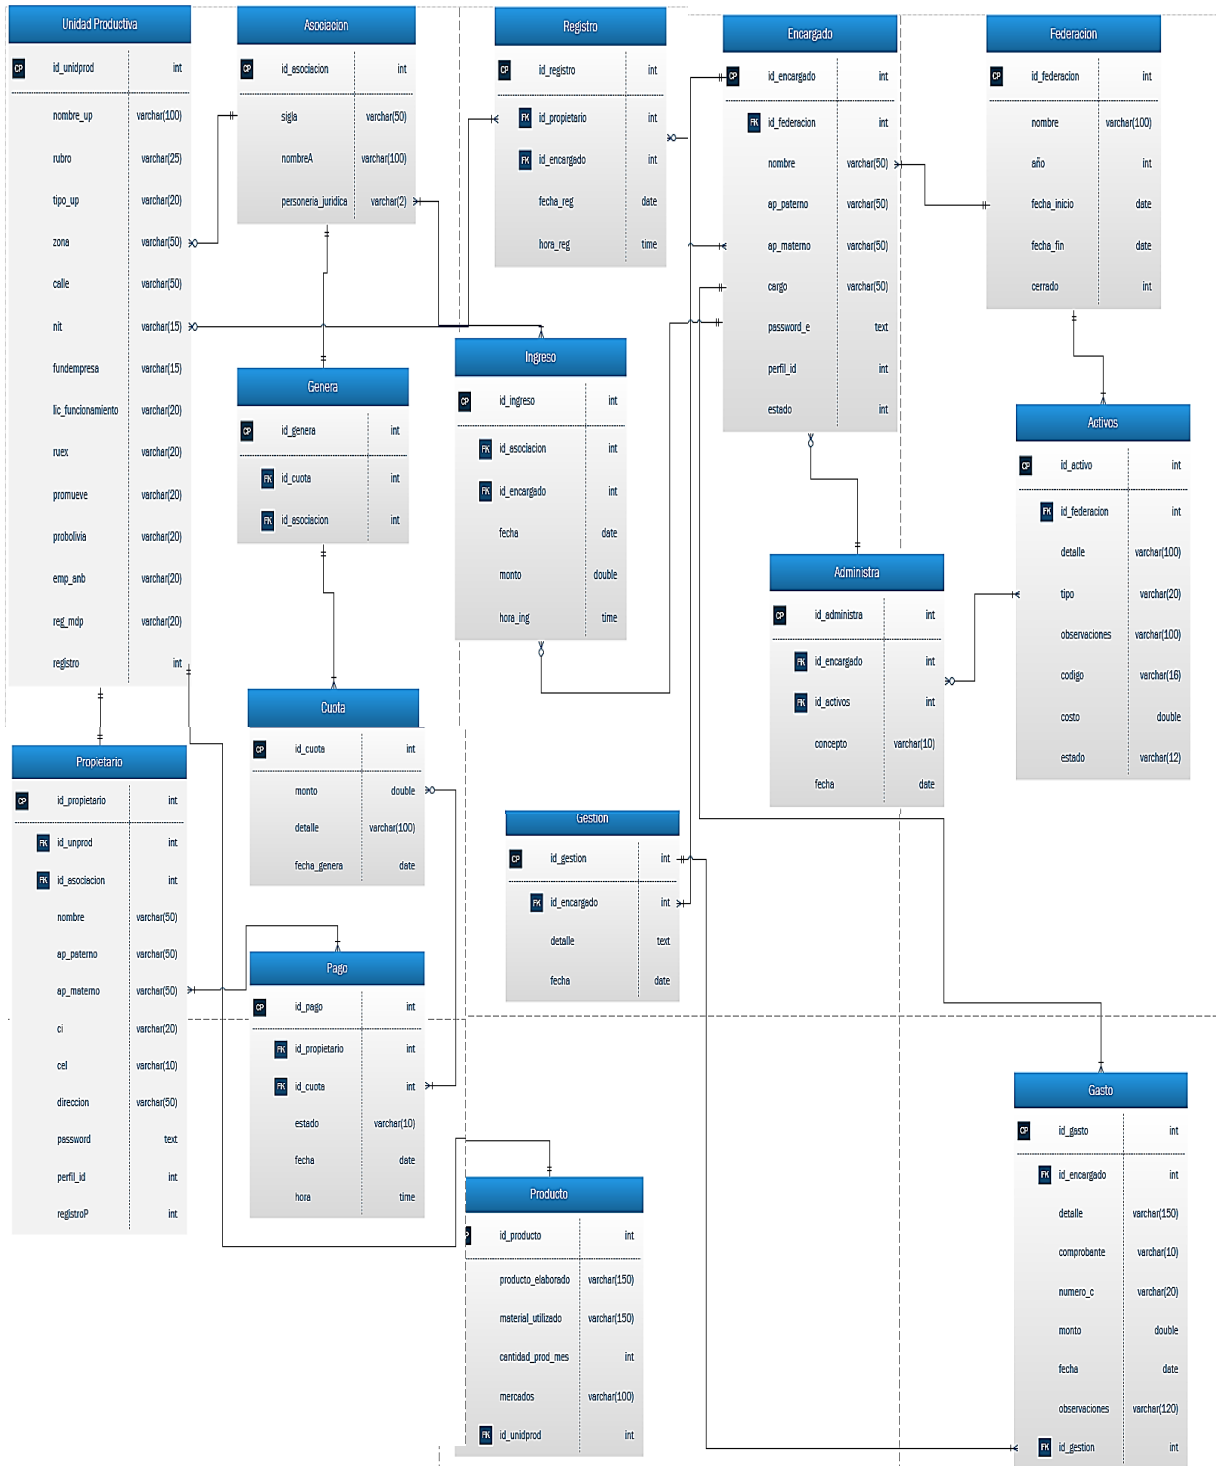 Unidad Productiva
CP id_unidprod int
nombre_up varchar(100)
rubro varchar(25)
tipo_up varchar(20)
zona varchar(50)
calle varchar(50)
nit varchar(15)
fundempresa varchar(15)
lic_funcionamiento varchar(20)
ruex varchar(20)
promueve varchar(20)
probolivia varchar(20)
emp_anb varchar(20)
reg_mdp varchar(20)
registro int
Asociacion
CP id_asociacion int
sigla varchar(50)
nombreA varchar(100)
personeria_juridica varchar(2)
Registro
CP id_registro int
FK id_propietario int
FK id_encargado int
fecha_reg date
hora_reg time
Encargado
CP id_encargado int
FK id_federacion int
nombre varchar(50)
ap_paterno varchar(50)
ap_materno varchar(50)
cargo varchar(50)
password_e text
perfil_id int
estado int
Federacion
CP id_federacion int
nombre varchar(100)
año int
fecha_inicio date
fecha_fin date
cerrado int
Genera
CP id_genera int
FK id_cuota int
FK id_asociacion int
Ingreso
CP id_ingreso int
FK id_asociacion int
FK id_encargado int
fecha date
monto double
hora_ing time
Activos
CP id_activo int
FK id_federacion int
detalle varchar(100)
tipo varchar(20)
observaciones varchar(100)
codigo varchar(16)
costo double
estado varchar(12)
Administra
CP id_administra int
FK id_encargado int
FK id_activos int
concepto varchar(10)
fecha date
Cuota
CP id_cuota int
monto double
detalle varchar(100)
fecha_genera date
Propietario
CP id_propietario int
FK id_unprod int
FK id_asociacion int
nombre varchar(50)
ap_paterno varchar(50)
ap_materno varchar(50)
ci varchar(20)
cel varchar(10)
direccion varchar(50)
password text
perfil_id int
registroP int
Gestion
CP id_gestion int
FK id_encargado int
detalle text
fecha date
Pago
CP id_pago int
FK id_propietario int
FK id_cuota int
estado varchar(10)
fecha date
hora time
Producto
id_producto int
producto_elaborado varchar(150)
material_utilizado varchar(150)
cantidad_prod_mes int
mercados varchar(100)
FK id_unidprod int
Gasto
CP id_gasto int
FK id_encargado int
detalle varchar(150)
comprobante varchar(10)
numero_c varchar(20)
monto double
fecha date
observaciones varchar(120)
FK id_gestion int